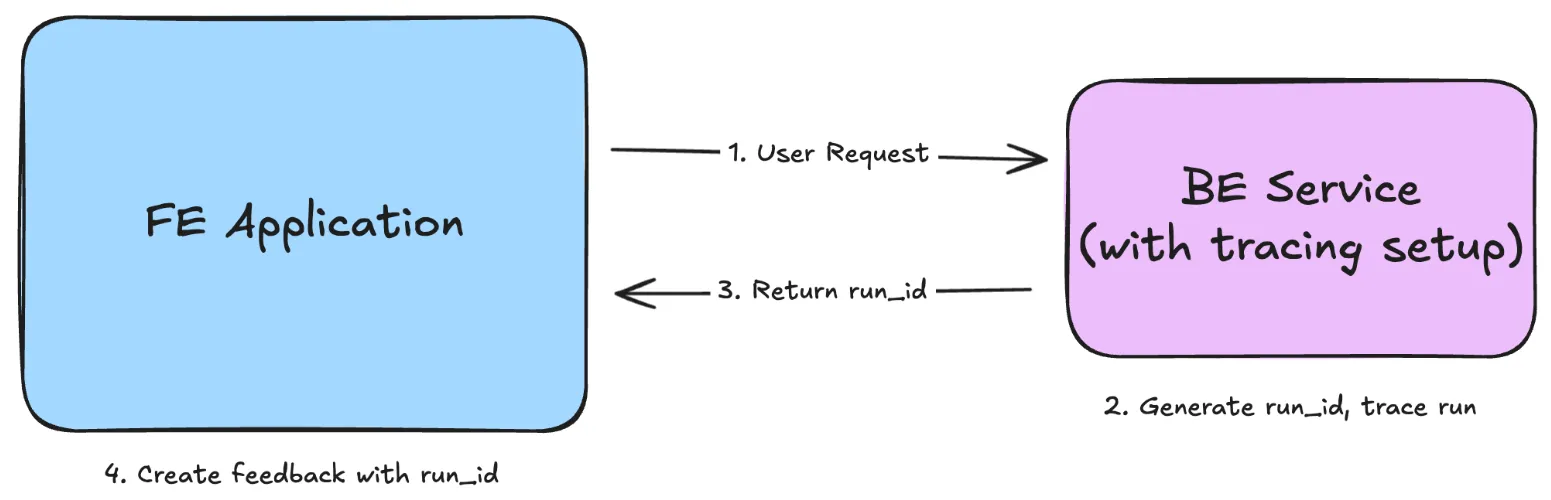 FE Application
1. User Request
BE Service
(with tracing setup)
3. Return run_id
2. Generate run_id, trace run
4. Create feedback with run_id